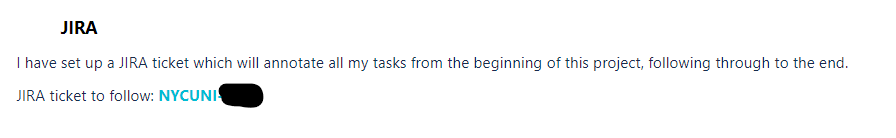 JIRA
I have set up a JIRA ticket which will annotate all my tasks from the beginning of this project, following through to the end.
JIRA ticket to follow: NYCUNI-